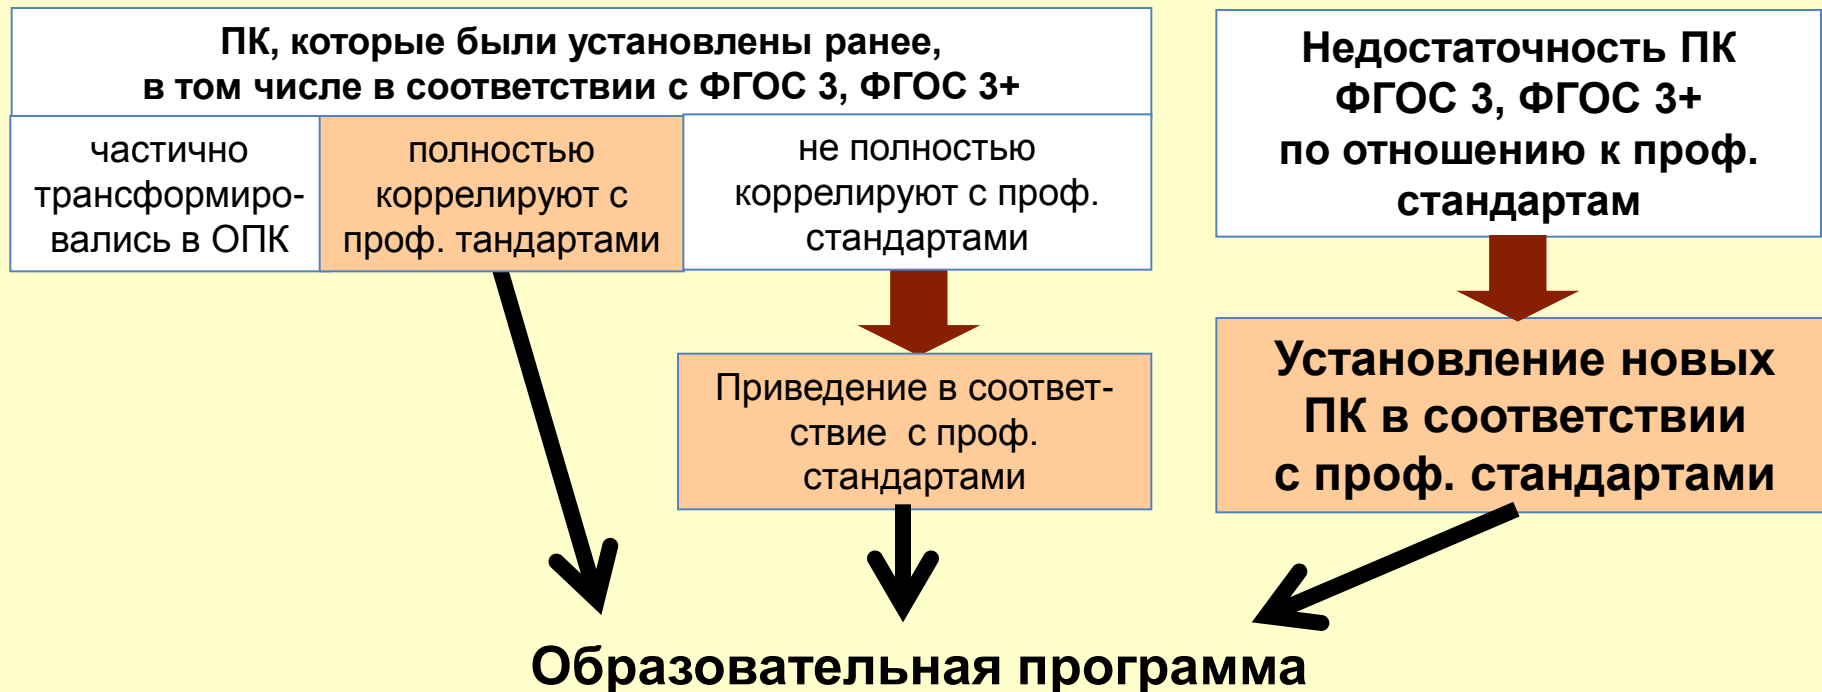 ПК, которые были установлены ранее,
в том числе в соответствии с ФГОС 3, ФГОС 3+
частично
трансформиро-
вались в ОПК
полностью
коррелируют с
проф. тандартами
не полностью
коррелируют с проф.
стандартами
Приведение в соответ-
ствие с проф.
стандартами
Недостаточность ПК
ФГОС 3, ФГОС 3+
по отношению к проф.
стандартам
Установление новых
ПК в соответствии
с проф. стандартами
Образовательная программа